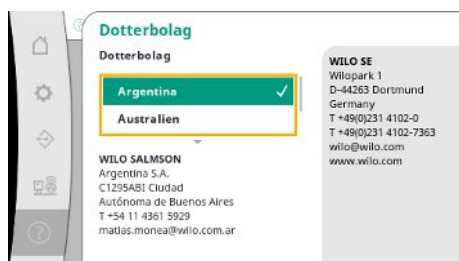 Dotterbolag
Dotterbolag
Argentina
Australien
WILO SALMSON
Argentina S.A.
C1295ABI Ciudad
Autónoma de Buenos Aires
T +54 11 4361 5929
matias.monea@wilo.com.ar
WILO SE
Wilopark 1
D-44263 Dortmund
Germany
T +49(0)231 4102-0
T +49(0)231 4102-7363
wilo@wilo.com
www.wilo.com